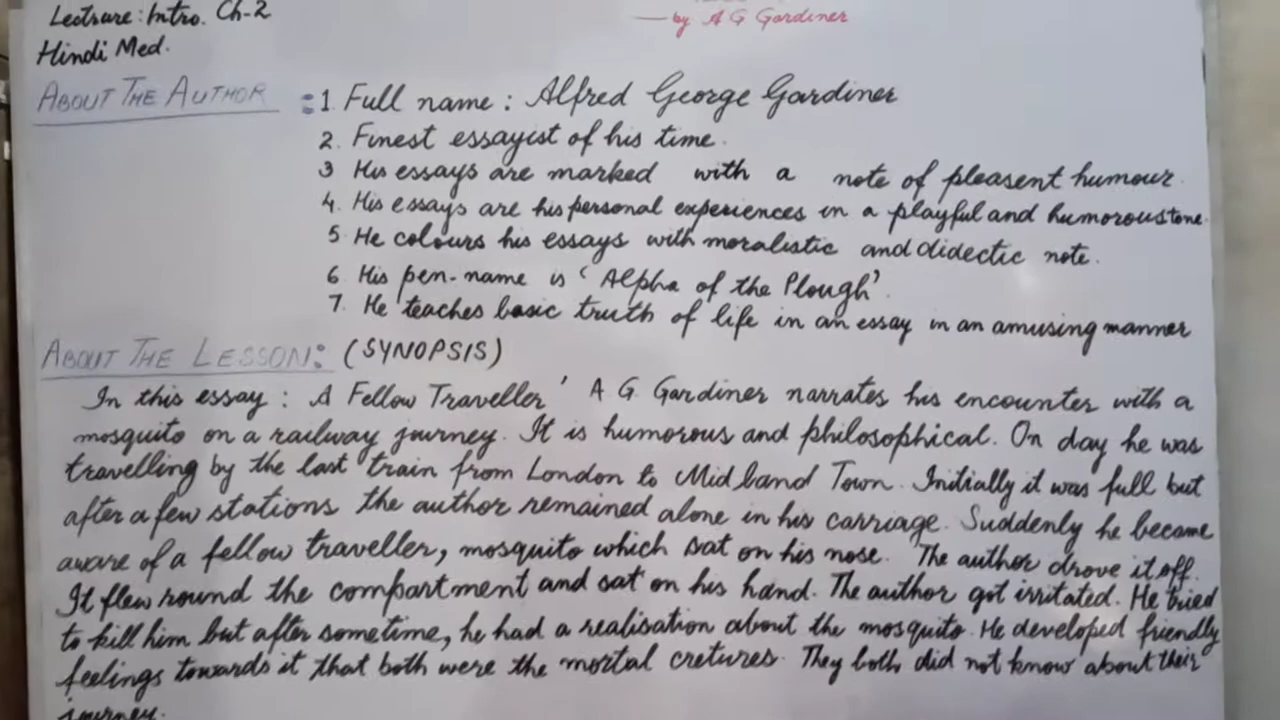 Lecture: Intro. Ch-2
— by A G Gardiner
Hindi Med.
ABOUT THE AUTHOR :1. Full name : Alfred George Gardiner
2. Finest essayist of his time.
3 His essays are marked with a note of pleasent humour.
4. His essays are his personal experiences in a playful and humorous tone.
5. He colours his essays with moralistic and didectic note.
6 His pen-name is 'Alpha of the Plough'.
7. He teaches basic truth of life in an essay in an amusing manner
ABOUT THE LESSON: (SYNOPSIS)
In this essay : A Fellow Traveller' A G. Gardiner narrates his encounter with a
mosquito on a railway journey. It is humorous and philosophical. On day he was
travelling by the last train from London to Midland Town. Initially it was full but
after a few stations the author remained alone in his carriage. Suddenly he became
aware of a fellow traveller, mosquito which sat on his nose. The author drove it off.
It flew round the compartment and sat on his hand. The author got irritated. He tried
to kill him but after sometime, he had a realisation about the mosquito. He developed friendly
feelings towards it that both were the mortal cretures. They both did not know about their
journey.